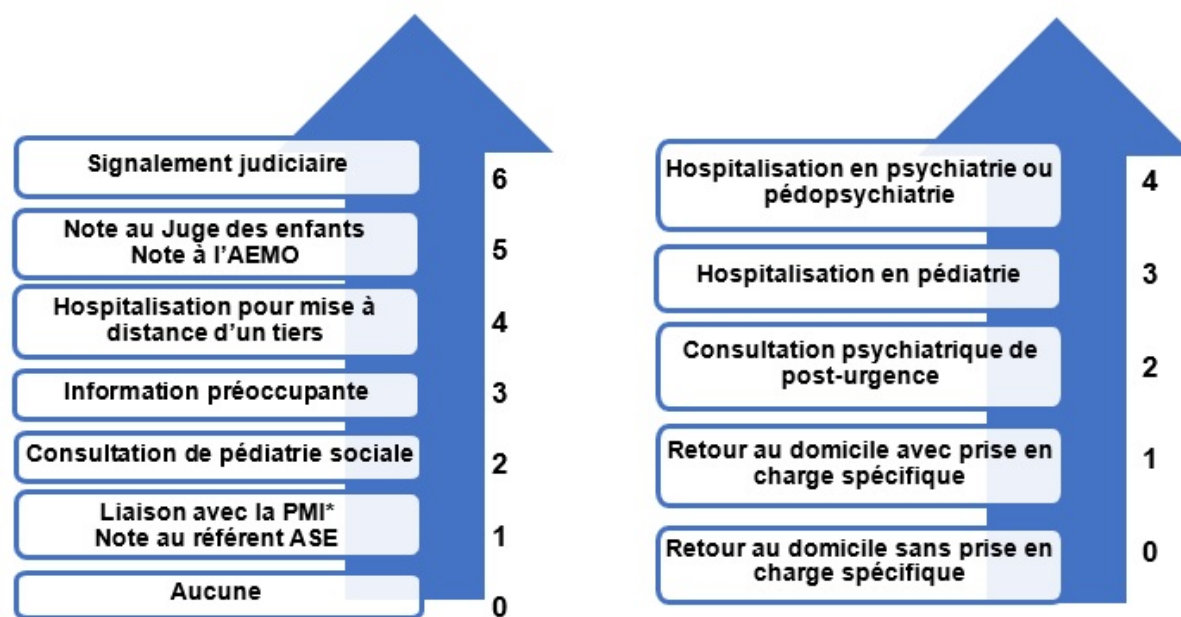 Signalement judiciaire
6
Note au Juge des enfants
Note à l'AEMO
5
Hospitalisation pour mise à
distance d'un tiers
4
Information préoccupante
3
Consultation de pédiatrie sociale
2
Liaison avec la PMI*
Note au référent ASE
1
Aucune
0
Hospitalisation en psychiatrie ou
pédopsychiatrie
4
Hospitalisation en pédiatrie
3
Consultation psychiatrique de
post-urgence
2
Retour au domicile avec prise en
charge spécifique
1
Retour au domicile sans prise en
charge spécifique
0